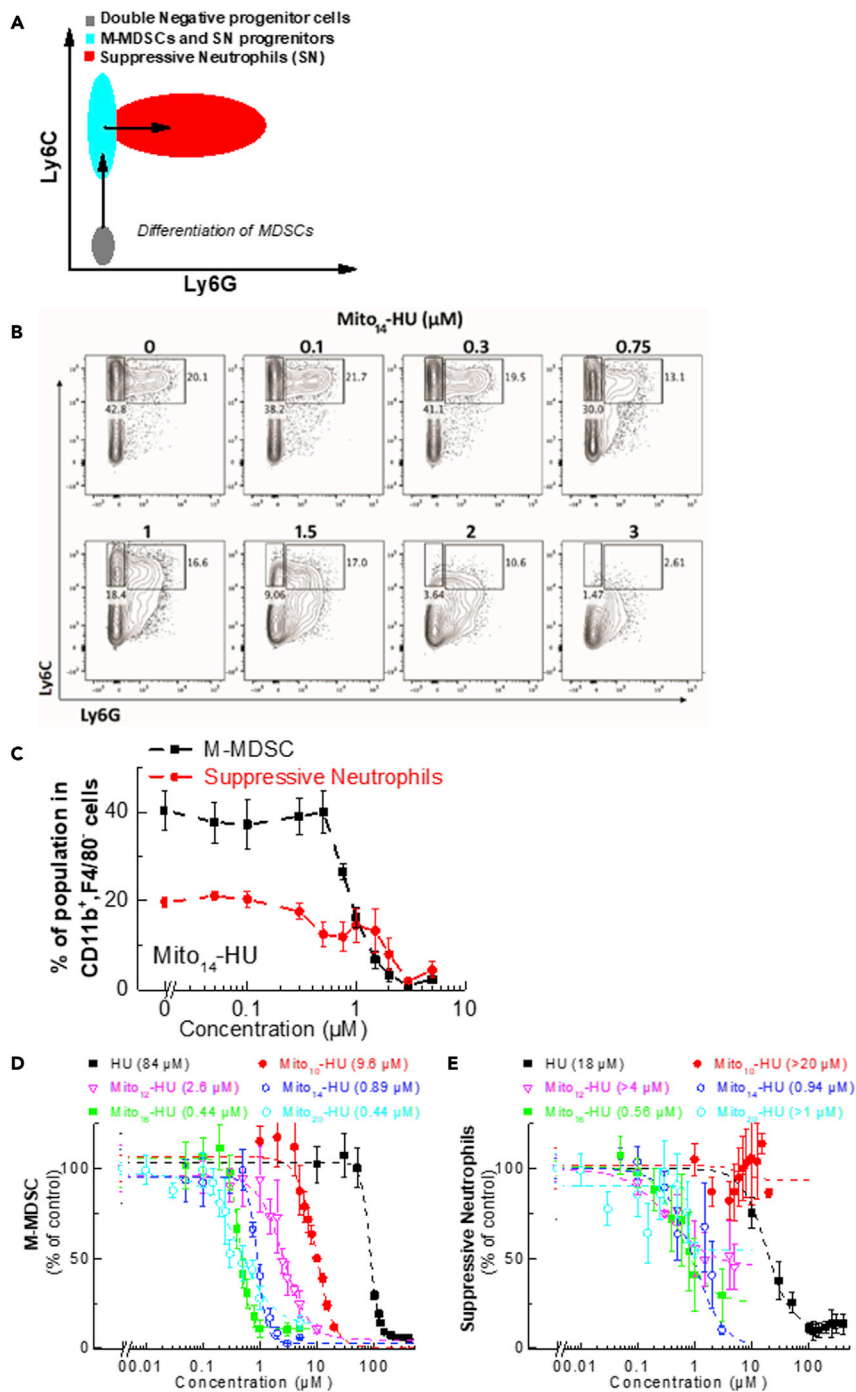 A
Double Negative progenitor cells
M-MDSCs and SN progrenitors
Suppressive Neutrophils (SN)
Ly6C
Differentiation of MDSCs
Ly6G
B
Mito14-HU (µM)
0 0.1 0.3 0.75
20.1 21.7 19.5 13.1
42.8 38.2 41.1 30.0
1 1.5 2 3
16.6 17.0 10.6 2.61
18.4 9.06 3.64 1.47
Ly6C
Ly6G
C
M-MDSC
Suppressive Neutrophils
% of population in
CD11b+,F4/80- cells
40
20
0
Mito14-HU
0 0.1 1 10
Concentration (µM)
D
HU (84 µM) Mito10-HU (9.6 µM)
Mito12-HU (2.6 µM) Mito14-HU (0.89 µM)
Mito16-HU (0.44 µM) Mito20-HU (0.44 µM)
M-MDSC
(% of control)
100
50
0
0 0.01 0.1 1 10 100
Concentration (µM)
E
HU (18 µM) Mito10-HU (>20 µM)
Mito12-HU (>4 µM) Mito14-HU (0.94 µM)
Mito16-HU (0.56 µM) Mito20-HU (>1 µM)
Suppressive Neutrophils
(% of control)
100
50
0
0 0.01 0.1 1 10 100
Concentration (µM)